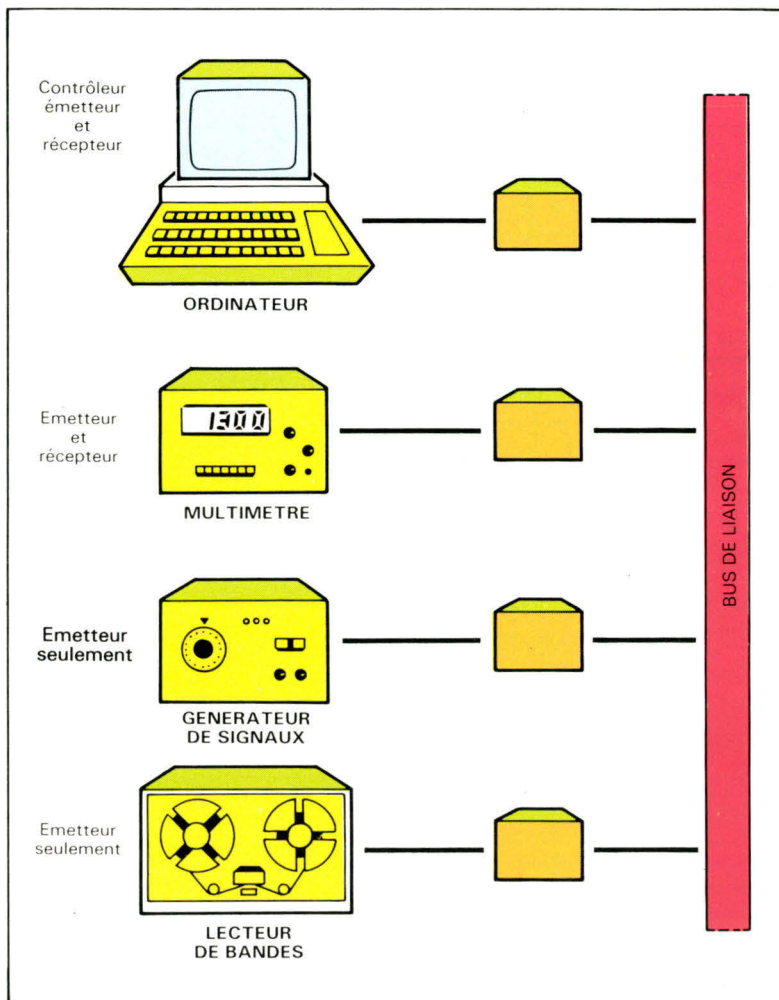 Contrôleur
émetteur
et
récepteur
ORDINATEUR
Emetteur
et
récepteur
1300
MULTIMETRE
Emetteur
seulement
GENERATEUR
DE SIGNAUX
Emetteur
seulement
LECTEUR
DE BANDES
BUS DE LIAISON